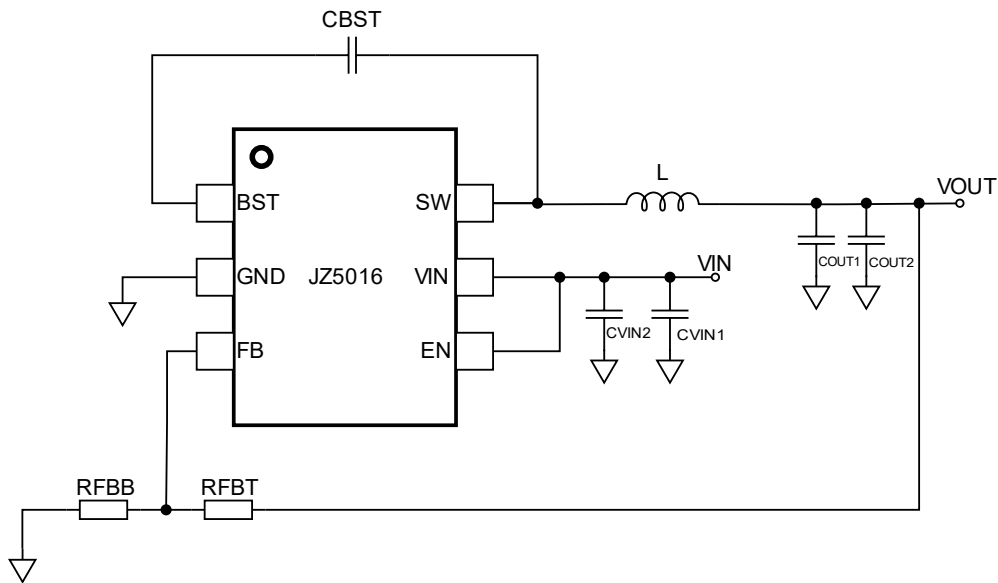 CBST
L
VOUT
BST
SW
COUT1
COUT2
GND
JZ5016
VIN
VIN
CVIN2
CVIN1
FB
EN
RFBB
RFBT